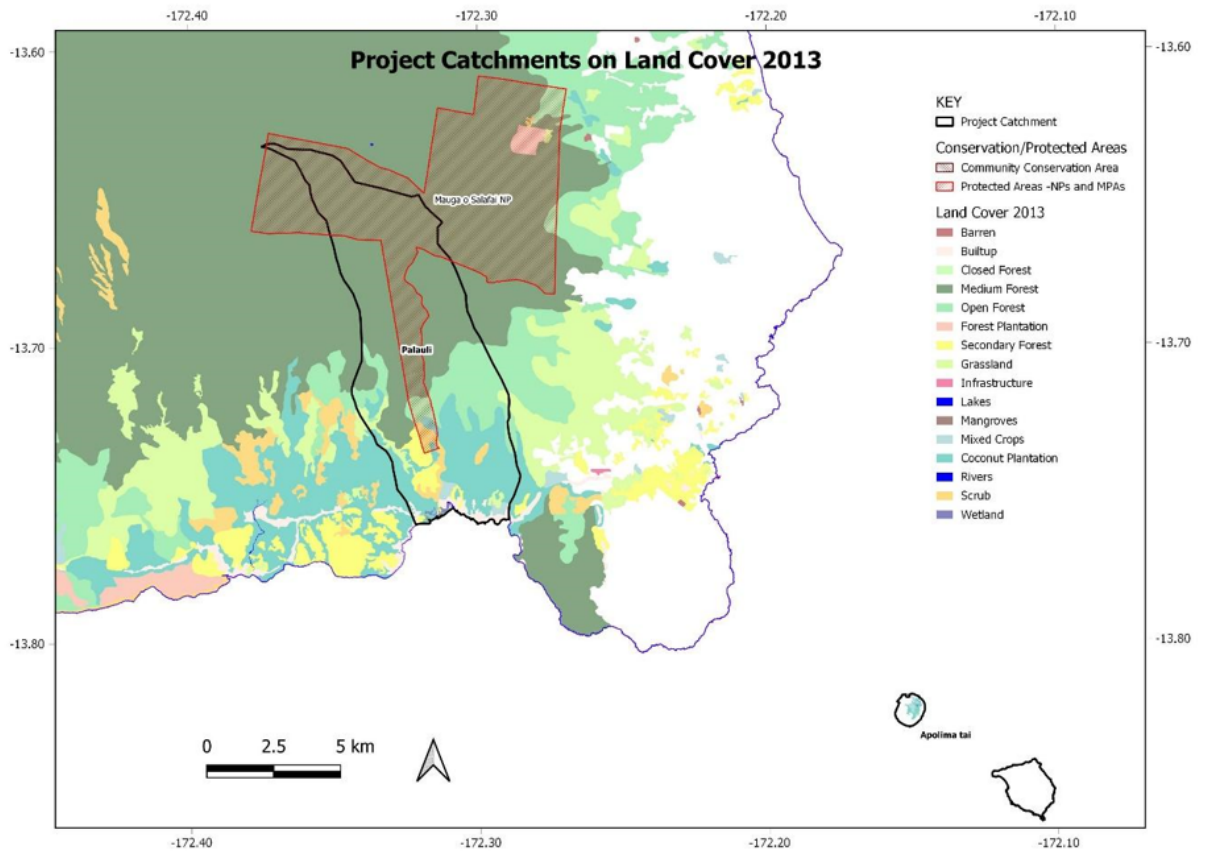 -172.40 -172.30 -172.20 -172.10
-13.60 -13.60
Project Catchments on Land Cover 2013
KEY
Project Catchment
Conservation/Protected Areas
Community Conservation Area
Protected Areas -NPs and MPAs
Land Cover 2013
Barren
Builtup
Closed Forest
Medium Forest
Open Forest
Forest Plantation
Secondary Forest
Grassland
Infrastructure
Lakes
Mangroves
Mixed Crops
Coconut Plantation
Rivers
Scrub
Wetland
Mauga o Salafai NP
-13.70 -13.70
Palauli
-13.80 -13.80
Apolima tai
0 2.5 5 km
-172.40 -172.30 -172.20 -172.10